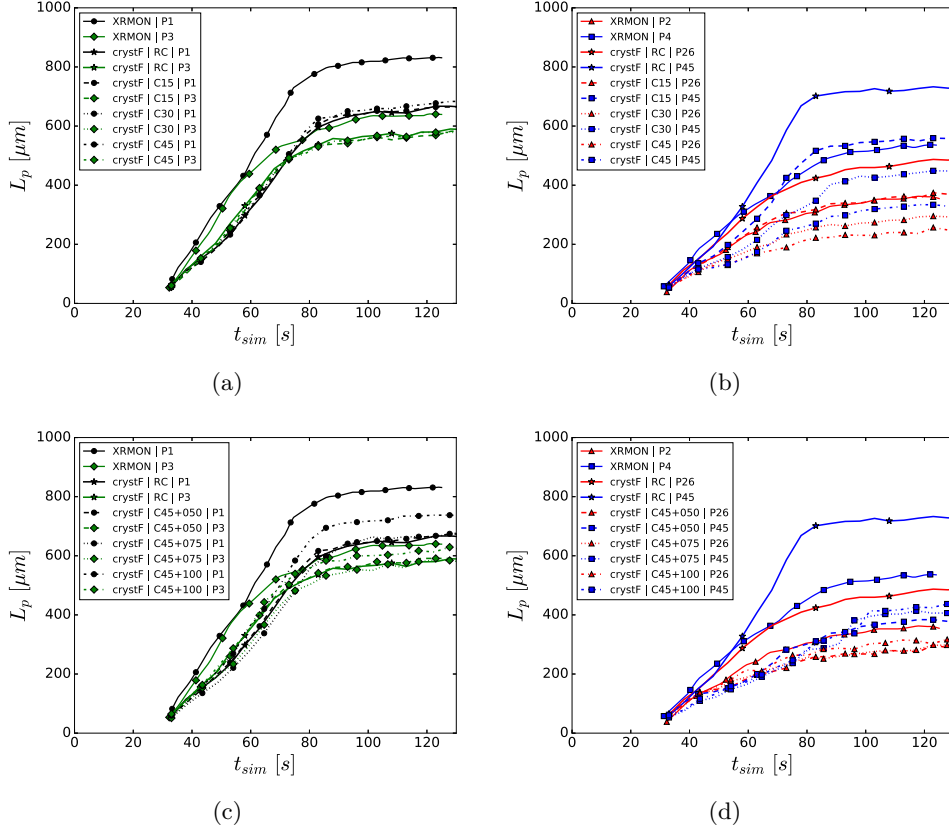 1000
800
600
400
200
0
L_p [μm]
XRMON | P1
XRMON | P3
crystF | RC | P1
crystF | RC | P3
crystF | C15 | P1
crystF | C15 | P3
crystF | C30 | P1
crystF | C30 | P3
crystF | C45 | P1
crystF | C45 | P3
0 20 40 60 80 100 120
t_sim [s]
(a)
1000
800
600
400
200
0
L_p [μm]
XRMON | P2
XRMON | P4
crystF | RC | P26
crystF | RC | P45
crystF | C15 | P26
crystF | C15 | P45
crystF | C30 | P26
crystF | C30 | P45
crystF | C45 | P26
crystF | C45 | P45
0 20 40 60 80 100 120
t_sim [s]
(b)
1000
800
600
400
200
0
L_p [μm]
XRMON | P1
XRMON | P3
crystF | RC | P1
crystF | RC | P3
crystF | C45+050 | P1
crystF | C45+050 | P3
crystF | C45+075 | P1
crystF | C45+075 | P3
crystF | C45+100 | P1
crystF | C45+100 | P3
0 20 40 60 80 100 120
t_sim [s]
(c)
1000
800
600
400
200
0
L_p [μm]
XRMON | P2
XRMON | P4
crystF | RC | P26
crystF | RC | P45
crystF | C45+050 | P26
crystF | C45+050 | P45
crystF | C45+075 | P26
crystF | C45+075 | P45
crystF | C45+100 | P26
crystF | C45+100 | P45
0 20 40 60 80 100 120
t_sim [s]
(d)